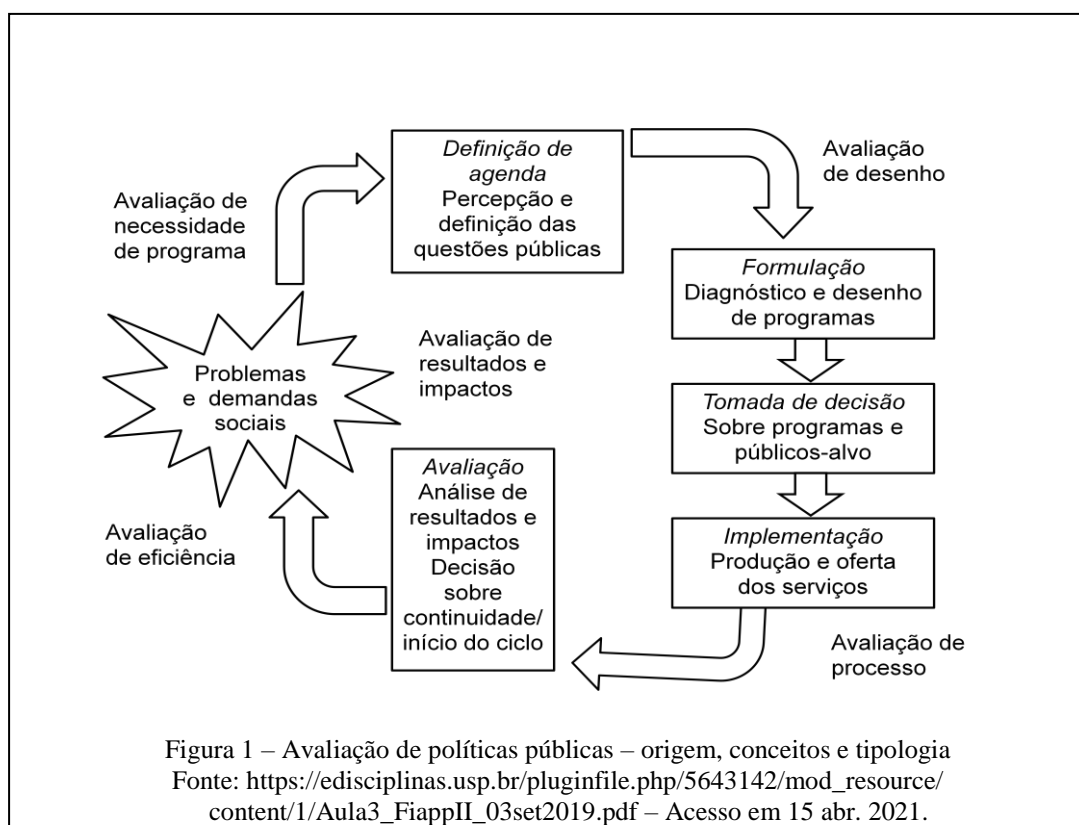 Avaliação de
necessidade
de programa
Definição de
agenda
Percepção e
definição das
questões públicas
Avaliação
de desenho
Formulação
Diagnóstico e desenho
de programas
Tomada de decisão
Sobre programas e
públicos-alvo
Implementação
Produção e oferta
dos serviços
Avaliação de
processo
Avaliação de
resultados e
impactos
Avaliação
Análise de
resultados e
impactos
Decisão
sobre
continuidade/
início do ciclo
Problemas
e demandas
sociais
Avaliação
de eficiência
Figura 1 – Avaliação de políticas públicas – origem, conceitos e tipologia
Fonte: https://edisciplinas.usp.br/pluginfile.php/5643142/mod_resource/
content/1/Aula3_FiappII_03set2019.pdf – Acesso em 15 abr. 2021.